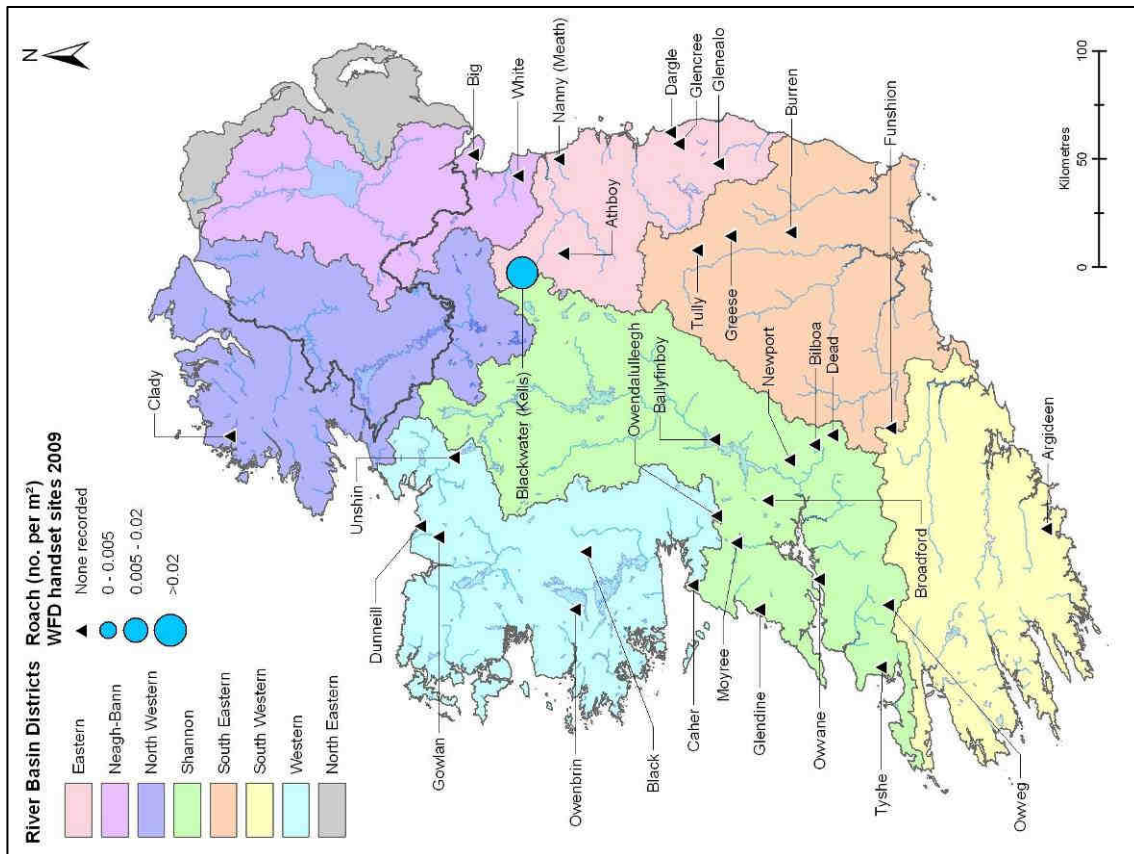 River Basin Districts
Eastern
Neagh-Bann
North Western
Shannon
South Eastern
South Western
Western
North Eastern
Roach (no. per m²)
WFD handset sites 2009
None recorded
0 - 0.005
0.005 - 0.02
>0.02
N
Clady
Unshin
Dunneill
Gowlan
Owenbrin
Black
Caher
Moyree
Glendine
Owvane
Tyshe
Owveg
Broadford
Argideen
Blackwater (Kells)
Owendalulleegh
Ballyfinboy
Newport
Bilboa
Dead
Tully
Greese
Athboy
Big
White
Nanny (Meath)
Dargle
Glencree
Glenealo
Burren
Funshion
0
50
100
Kilometres